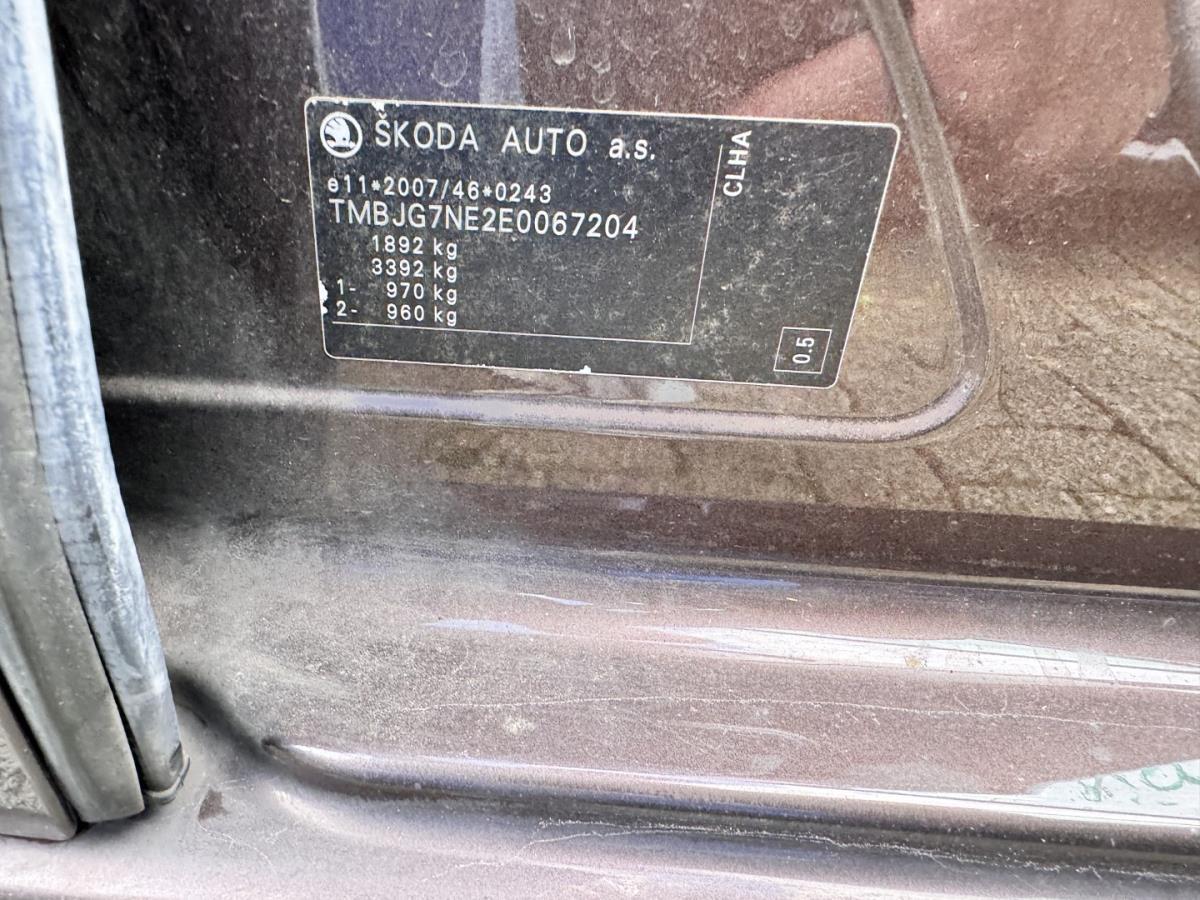 ŠKODA AUTO a.s.
e11*2007/46*0243
TMBJG7NE2E0067204
1892 kg
3392 kg
1- 970 kg
2- 960 kg
CLHA
0.5